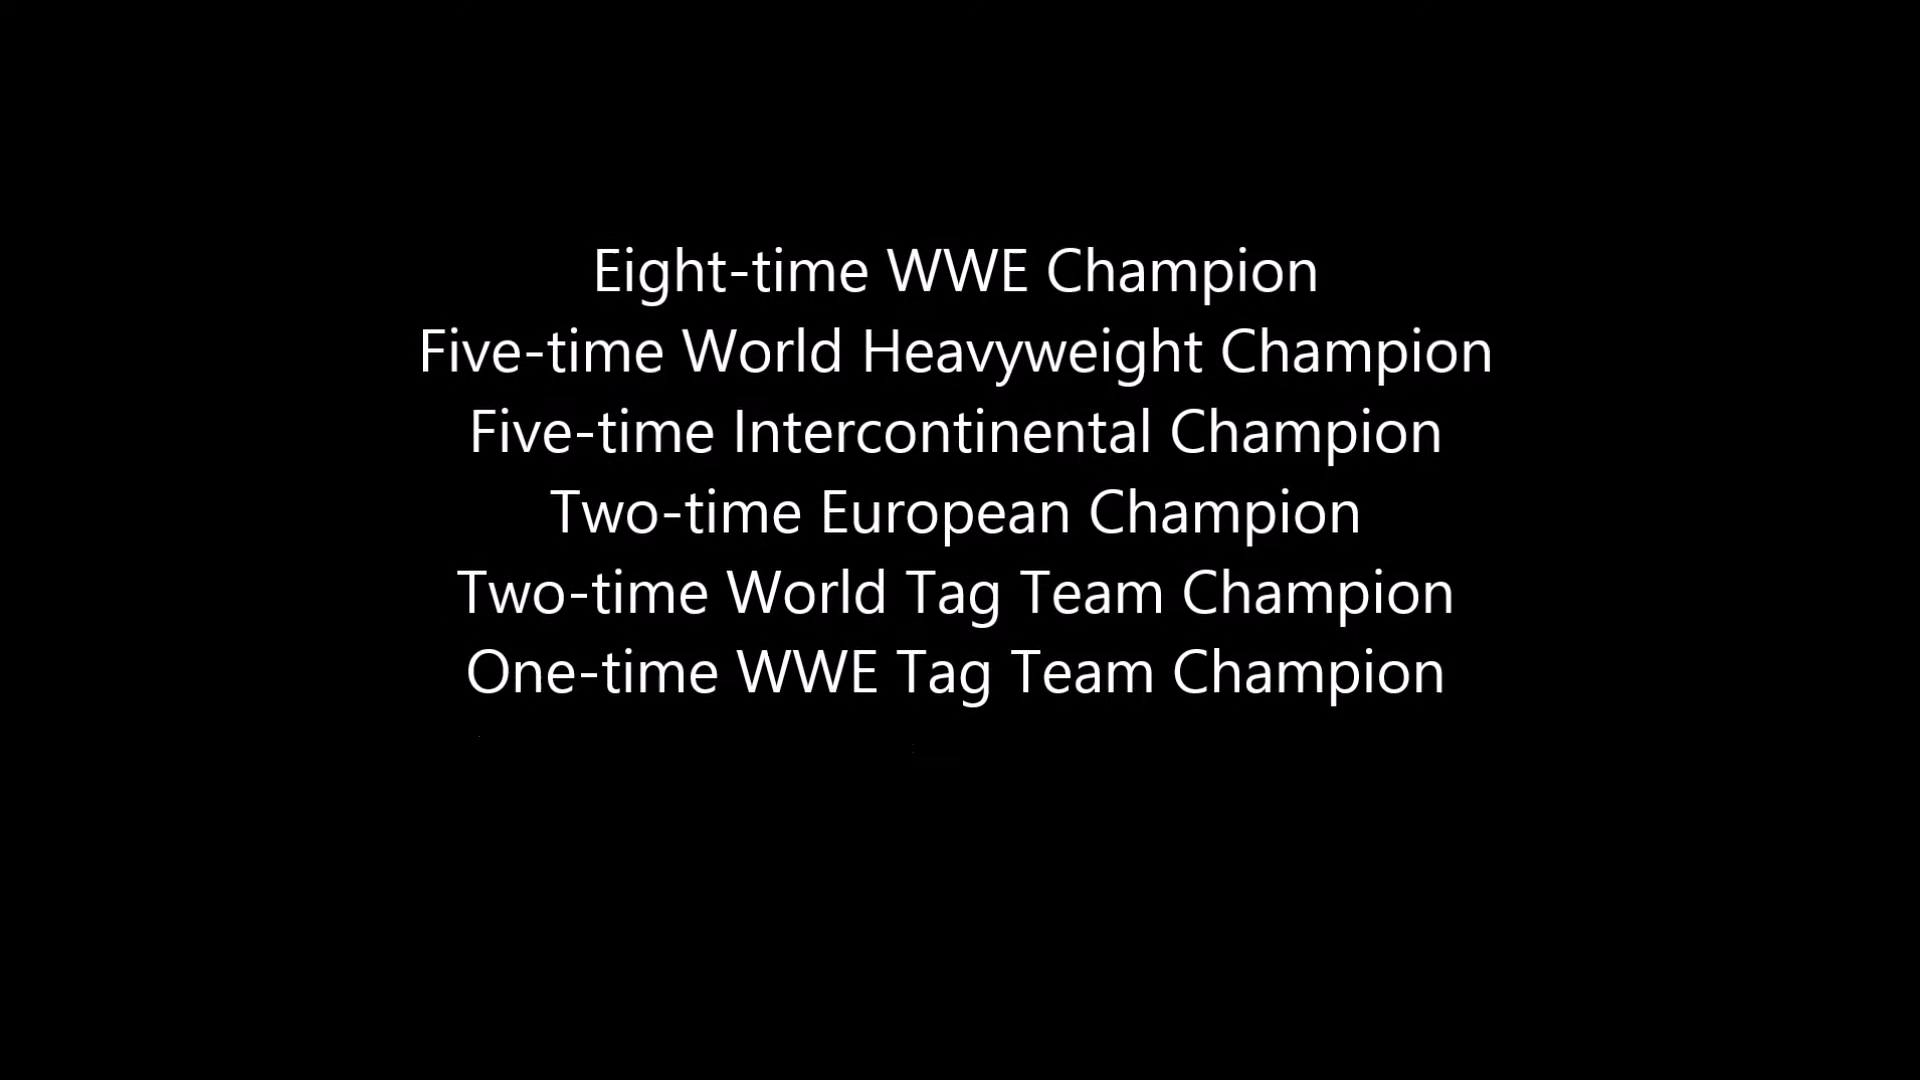 Eight-time WWE Champion
Five-time World Heavyweight Champion
Five-time Intercontinental Champion
Two-time European Champion
Two-time World Tag Team Champion
One-time WWE Tag Team Champion